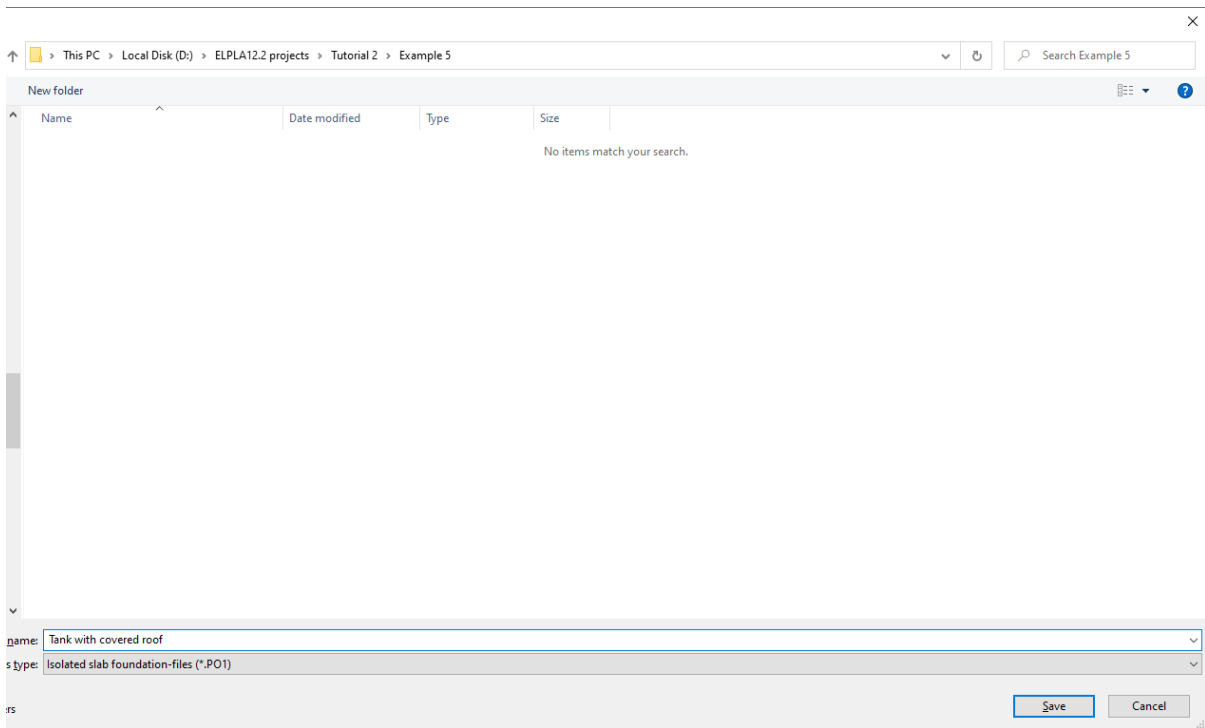 This PC > Local Disk (D:) > ELPLA12.2 projects > Tutorial 2 > Example 5 Search Example 5
New folder ?
Name Date modified Type Size
No items match your search.
name: Tank with covered roof
s type: Isolated slab foundation-files (*.PO1)
ers Save Cancel